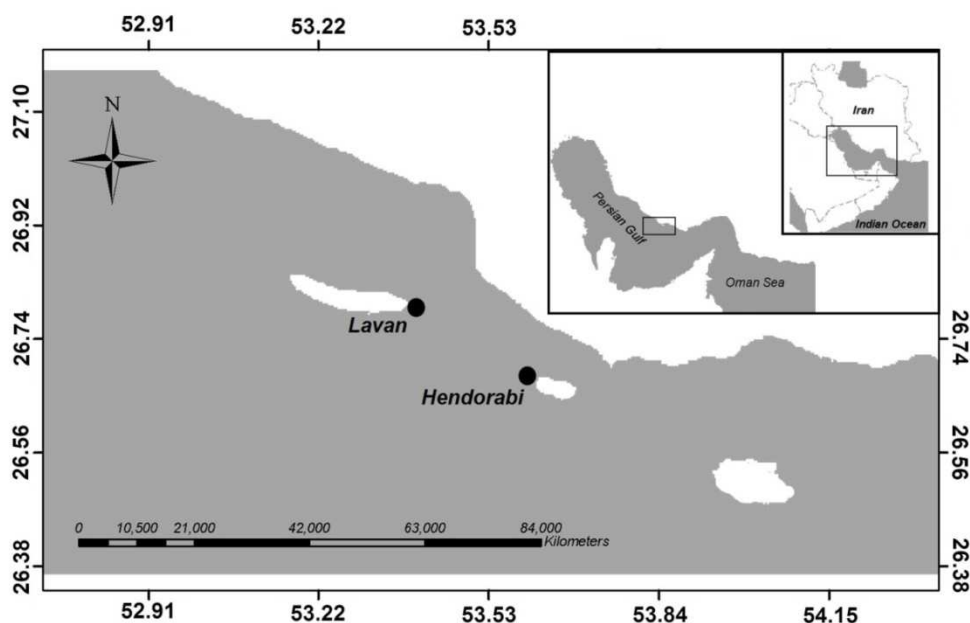 52.91 53.22 53.53
N
27.10
26.92
26.74
26.56
26.38
Iran
Indian Ocean
Persian Gulf
Oman Sea
Lavan
Hendorabi
26.74
26.56
26.38
0 10,500 21,000 42,000 63,000 84,000
Kilometers
52.91 53.22 53.53 53.84 54.15